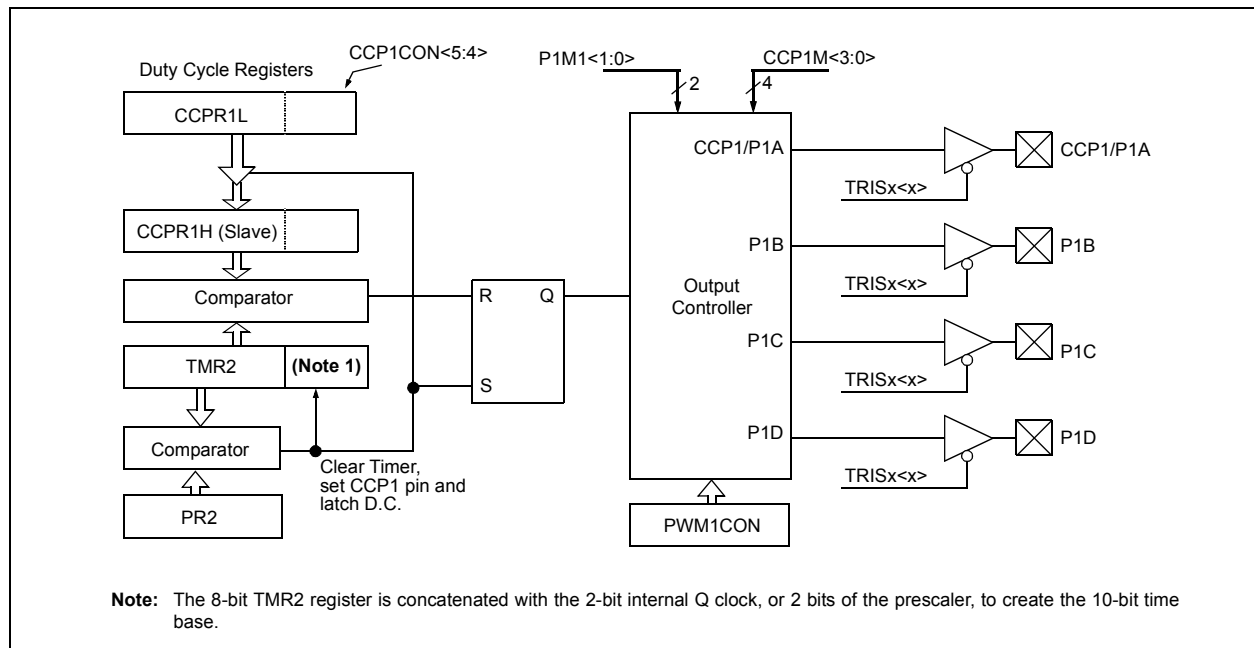 CCP1CON<5:4>
Duty Cycle Registers
CCPR1L
CCPR1H (Slave)
Comparator
TMR2
(Note 1)
Comparator
PR2
Clear Timer,
set CCP1 pin and
latch D.C.
R
Q
S
P1M1<1:0>
2
CCP1M<3:0>
4
CCP1/P1A
P1B
Output
Controller
P1C
P1D
PWM1CON
TRISx<x>
CCP1/P1A
TRISx<x>
P1B
TRISx<x>
P1C
TRISx<x>
P1D
Note: The 8-bit TMR2 register is concatenated with the 2-bit internal Q clock, or 2 bits of the prescaler, to create the 10-bit time
base.